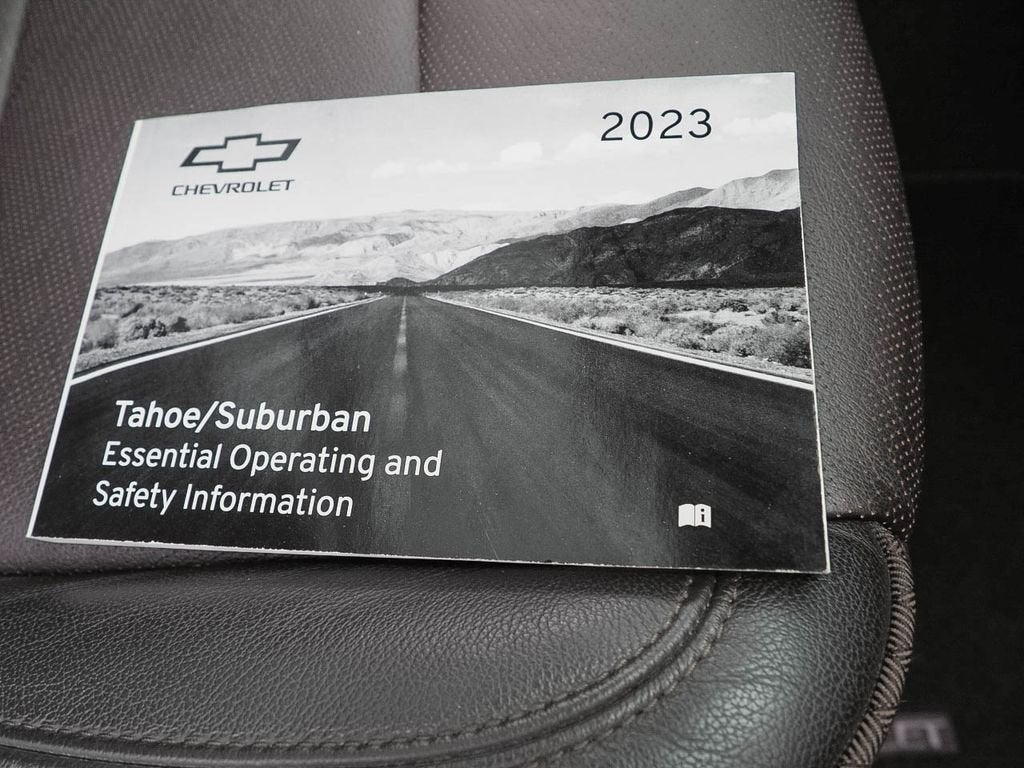 2023
CHEVROLET
Tahoe/Suburban
Essential Operating and
Safety Information